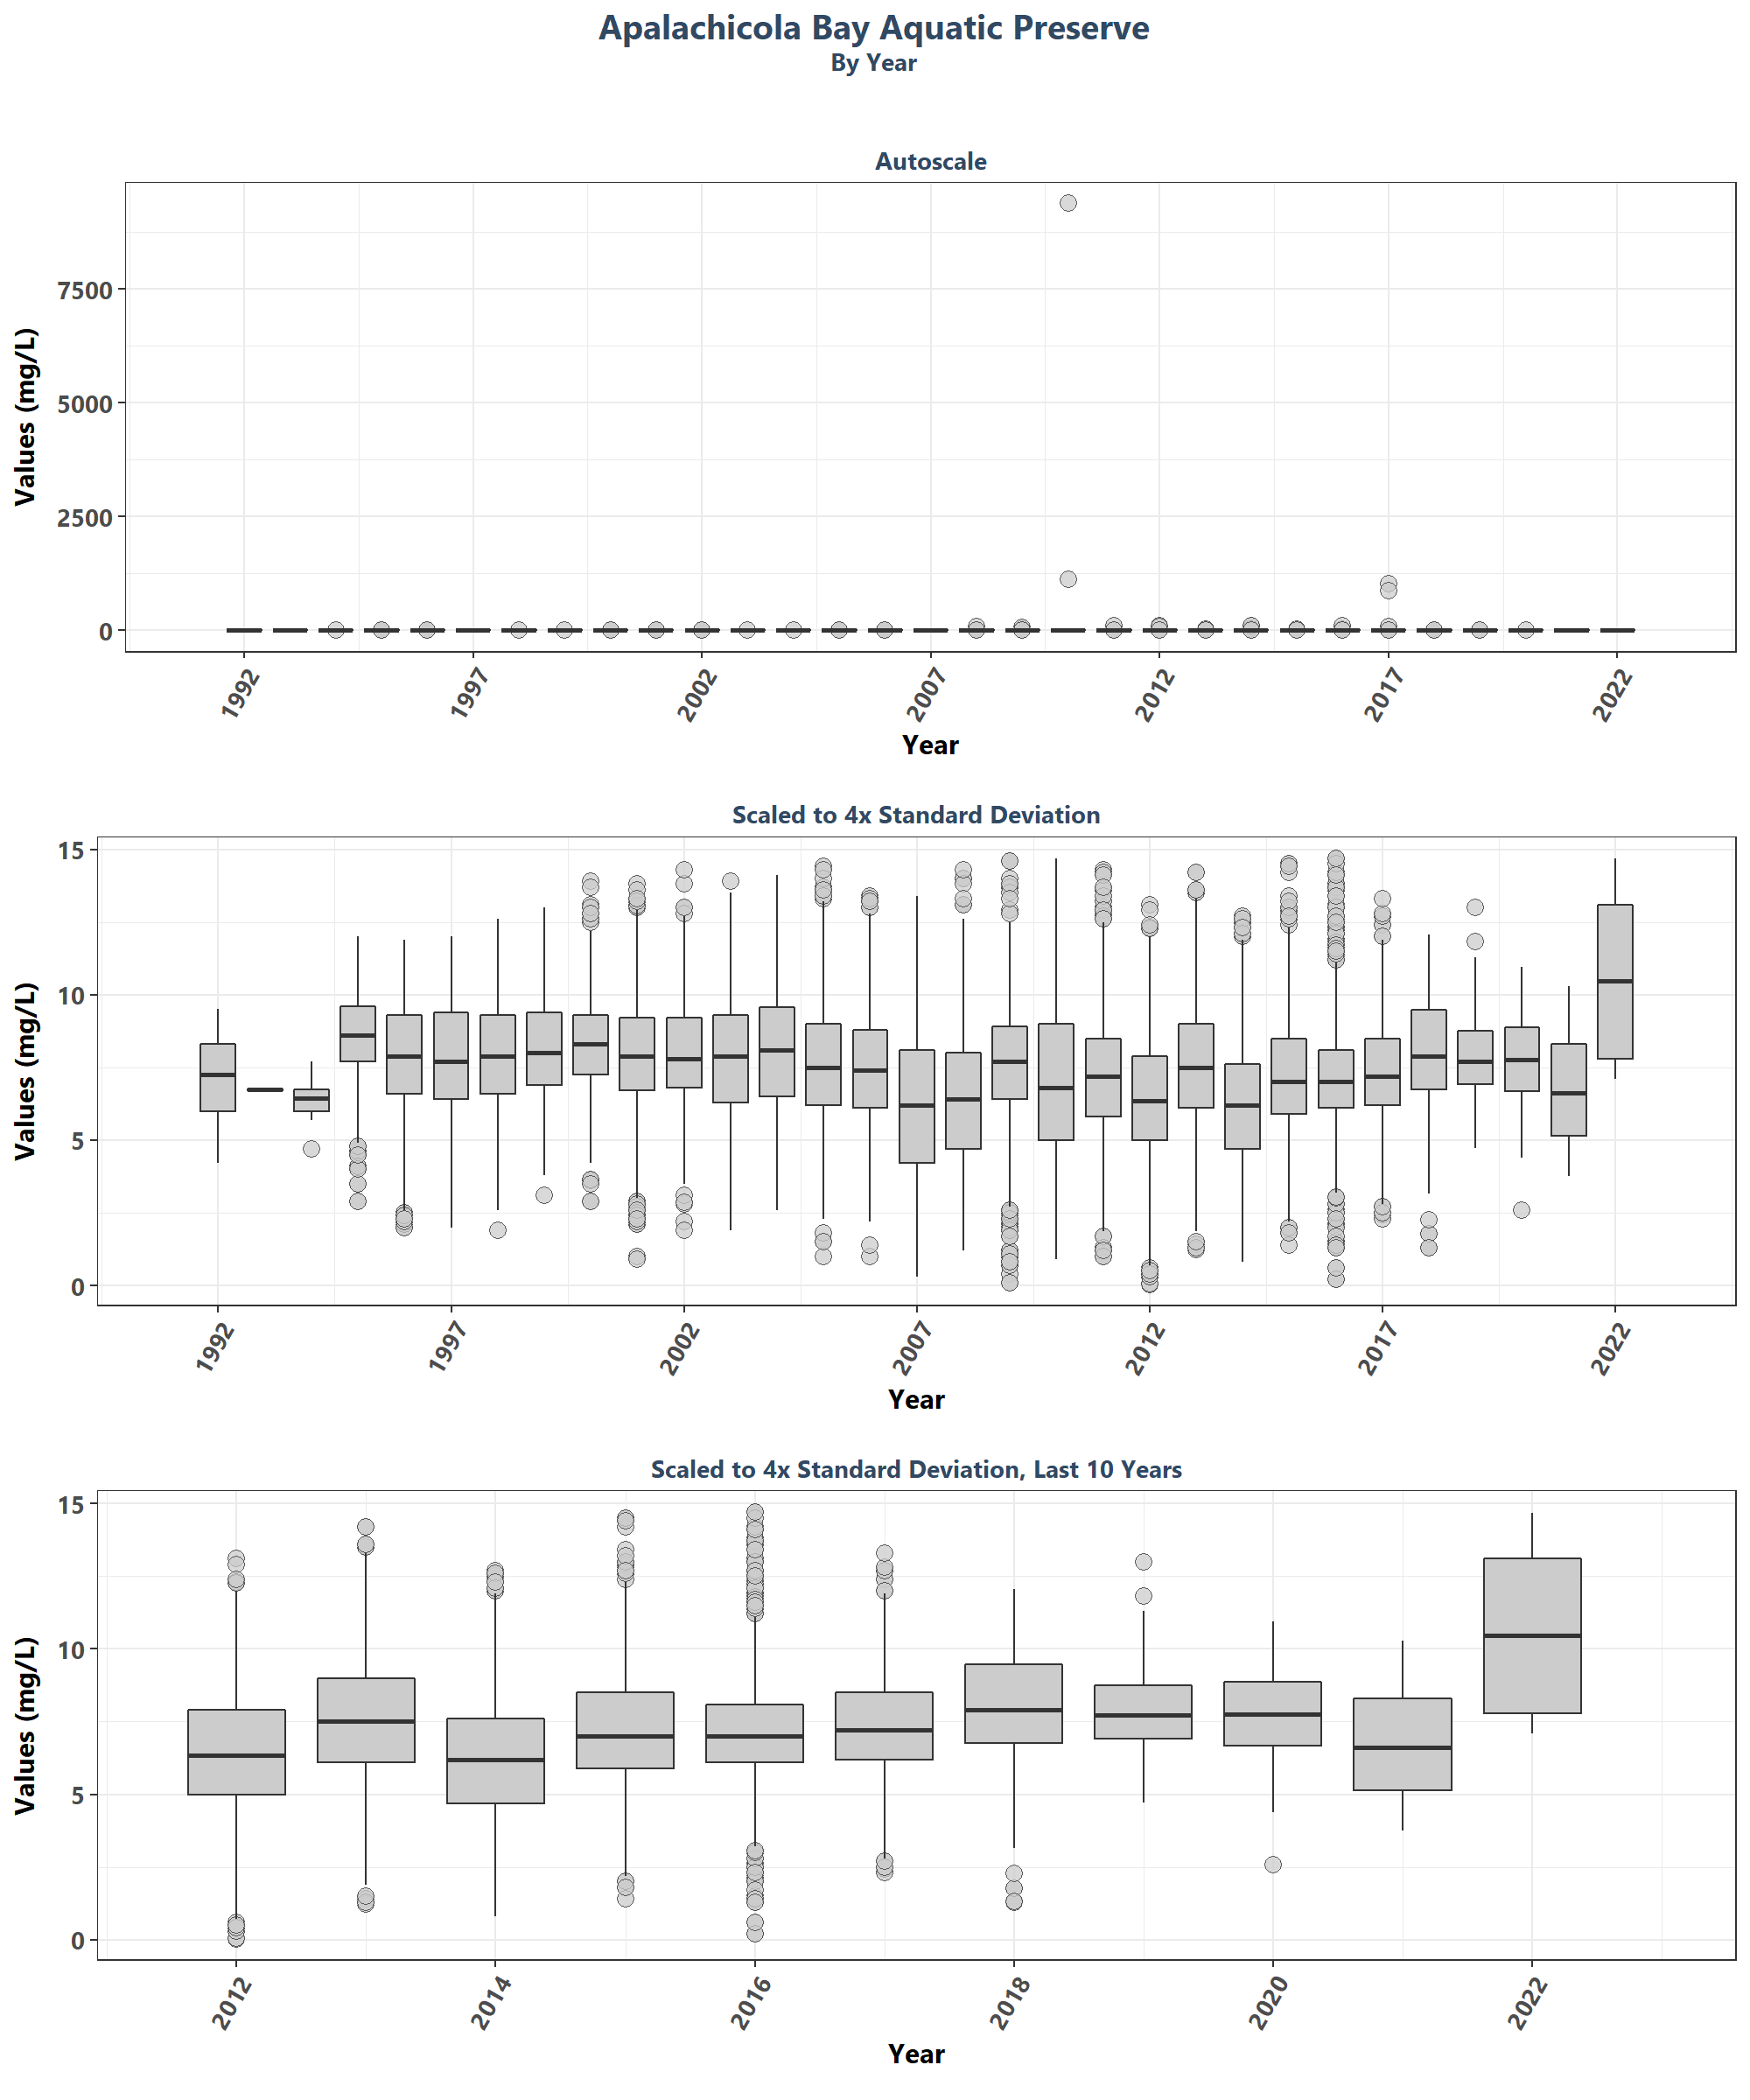 Apalachicola Bay Aquatic Preserve
By Year
Autoscale
Values (mg/L)
7500
5000
2500
0
1992 1997 2002 2007 2012 2017 2022
Year
Scaled to 4x Standard Deviation
Values (mg/L)
15
10
5
0
1992 1997 2002 2007 2012 2017 2022
Year
Scaled to 4x Standard Deviation, Last 10 Years
Values (mg/L)
15
10
5
0
2012 2014 2016 2018 2020 2022
Year